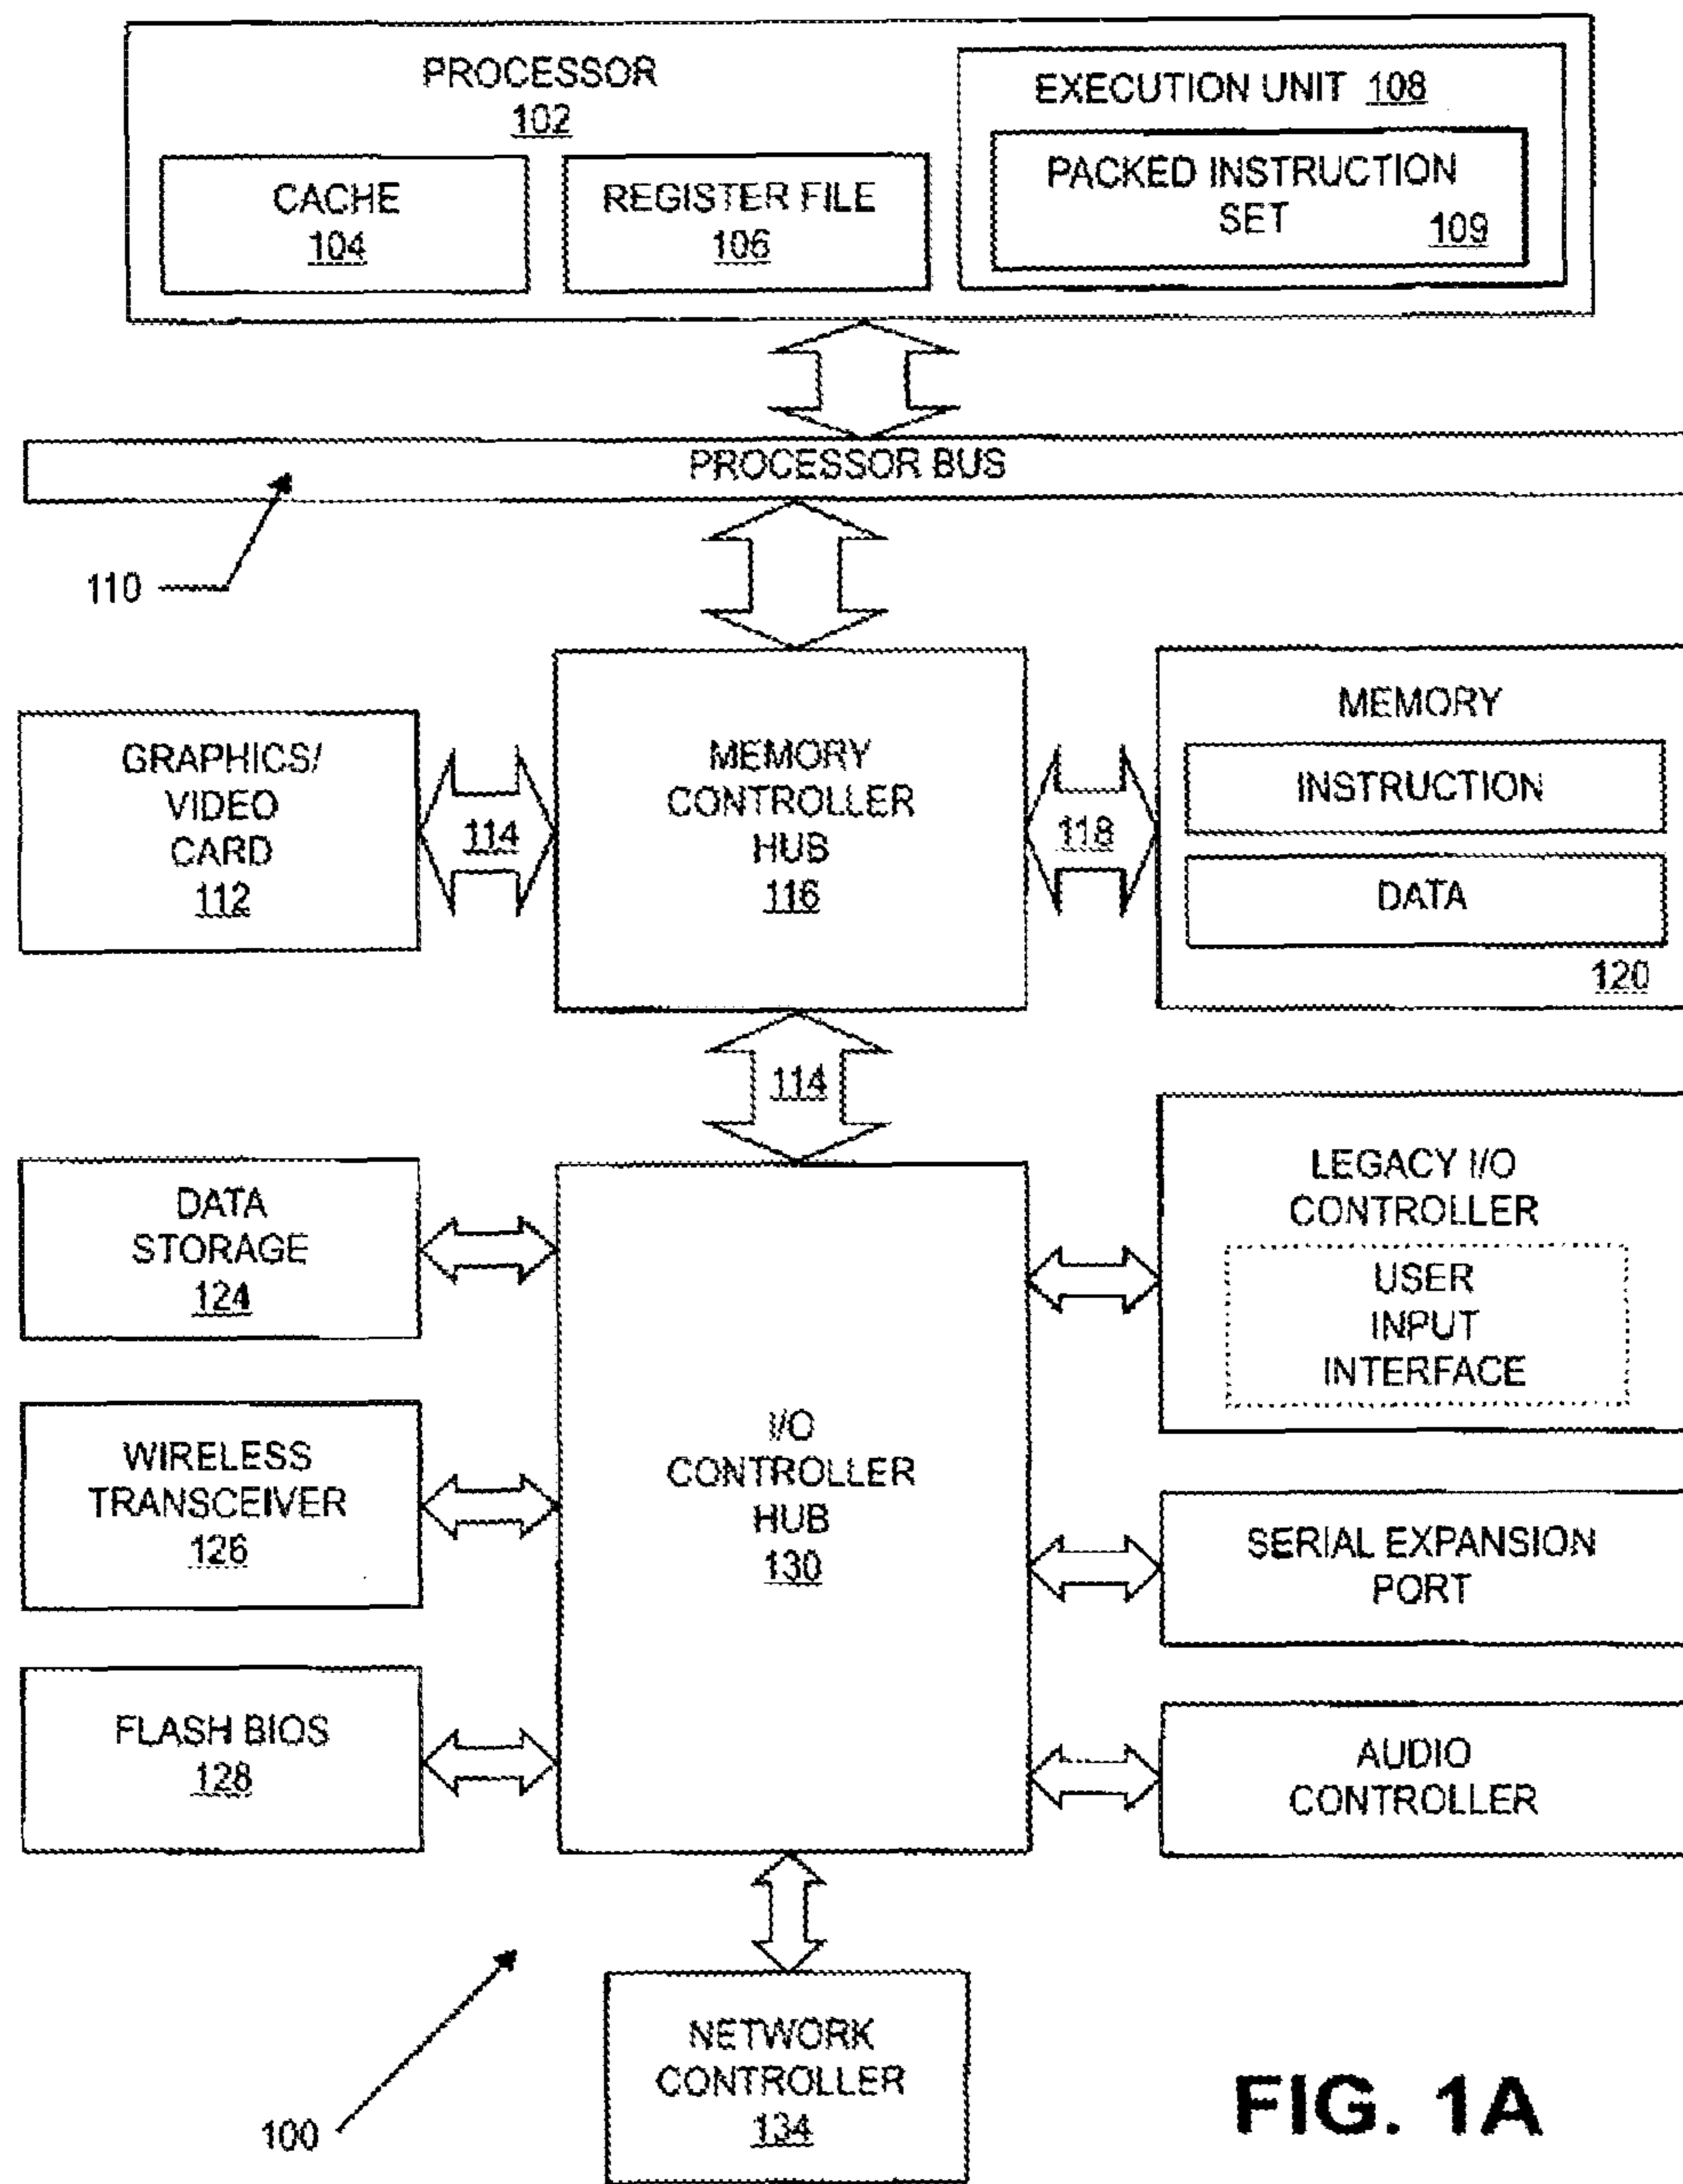 PROCESSOR
102
CACHE
104
REGISTER FILE
106
EXECUTION UNIT 108
PACKED INSTRUCTION
SET
109
PROCESSOR BUS
110
GRAPHICS/
VIDEO
CARD
112
114
MEMORY
CONTROLLER
HUB
116
118
MEMORY
INSTRUCTION
DATA
120
114
DATA
STORAGE
124
WIRELESS
TRANSCEIVER
126
FLASH BIOS
128
I/O
CONTROLLER
HUB
130
LEGACY I/O
CONTROLLER
USER
INPUT
INTERFACE
SERIAL EXPANSION
PORT
AUDIO
CONTROLLER
NETWORK
CONTROLLER
134
100
FIG. 1A